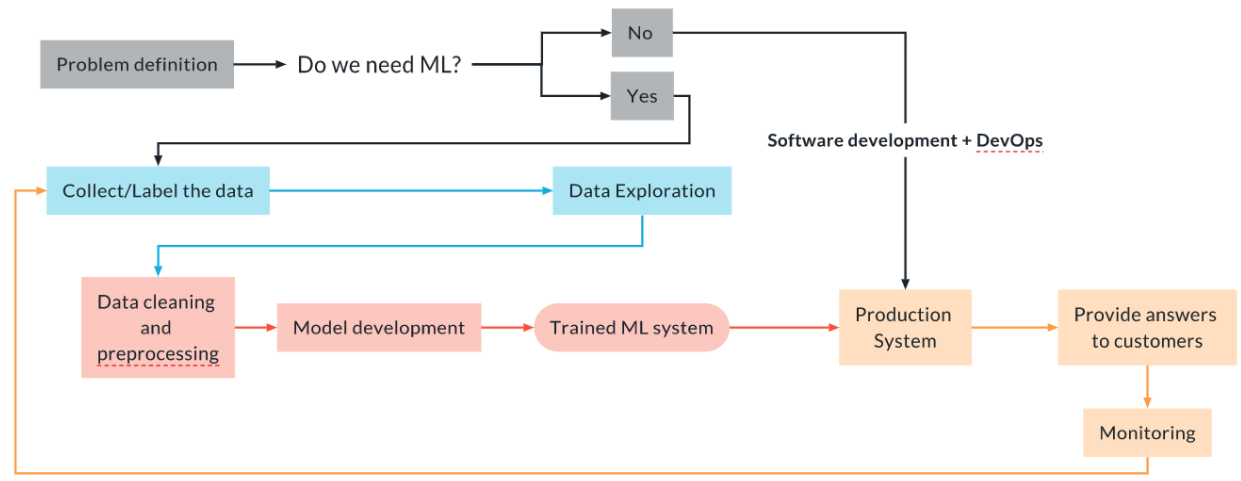 No
Problem definition
Do we need ML?
Yes
Software development + DevOps
Collect/Label the data
Data Exploration
Data cleaning
and
preprocessing
Model development
Trained ML system
Production
System
Provide answers
to customers
Monitoring